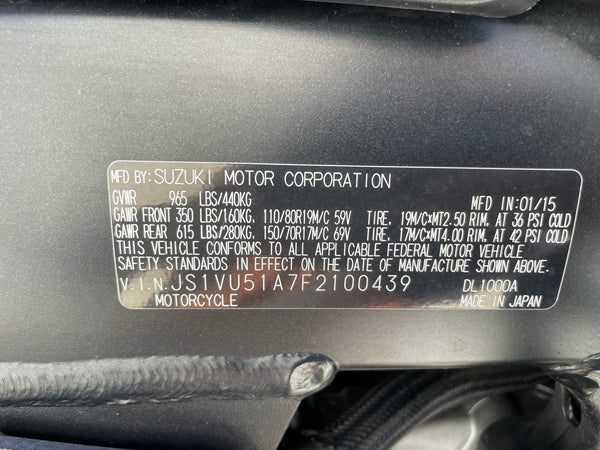 MFD BY: SUZUKI MOTOR CORPORATION
GVWR 965 LBS/440KG MFD IN:01/15
GAWR FRONT 350 LBS/160KG, 110/80R19M/C 59V TIRE, 19M/C×MT2.50 RIM, AT 36 PSI COLD
GAWR REAR 615 LBS/280KG, 150/70R17M/C 69V TIRE, 17M/C×MT4.00 RIM, AT 42 PSI COLD
THIS VEHICLE CONFORMS TO ALL APPLICABLE FEDERAL MOTOR VEHICLE
SAFETY STANDARDS IN EFFECT ON THE DATE OF MANUFACTURE SHOWN ABOVE.
V.I.N. JS1VU51A7F2100439 DL1000A
MOTORCYCLE MADE IN JAPAN